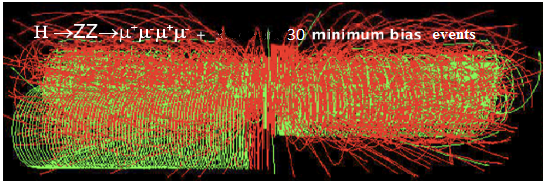 H →ZZ→μ⁺μ⁻μ⁺μ⁻ + 30 minimum bias events